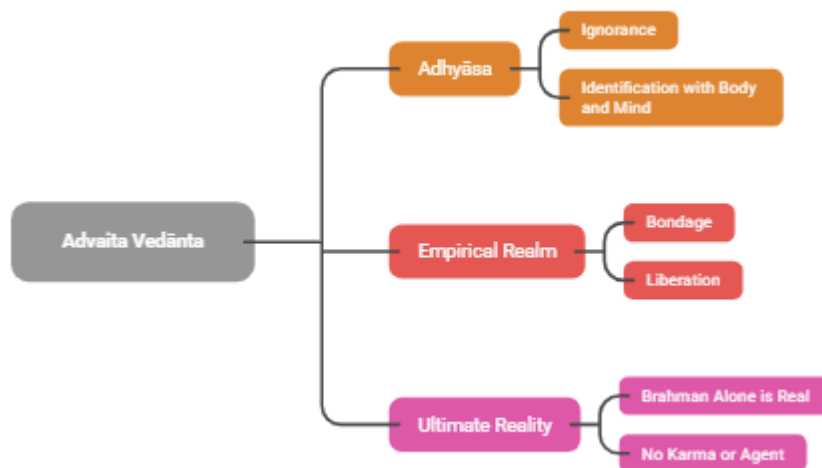 Advaita Vedānta
Adhyāsa
Ignorance
Identification with Body
and Mind
Empirical Realm
Bondage
Liberation
Ultimate Reality
Brahman Alone is Real
No Karma or Agent